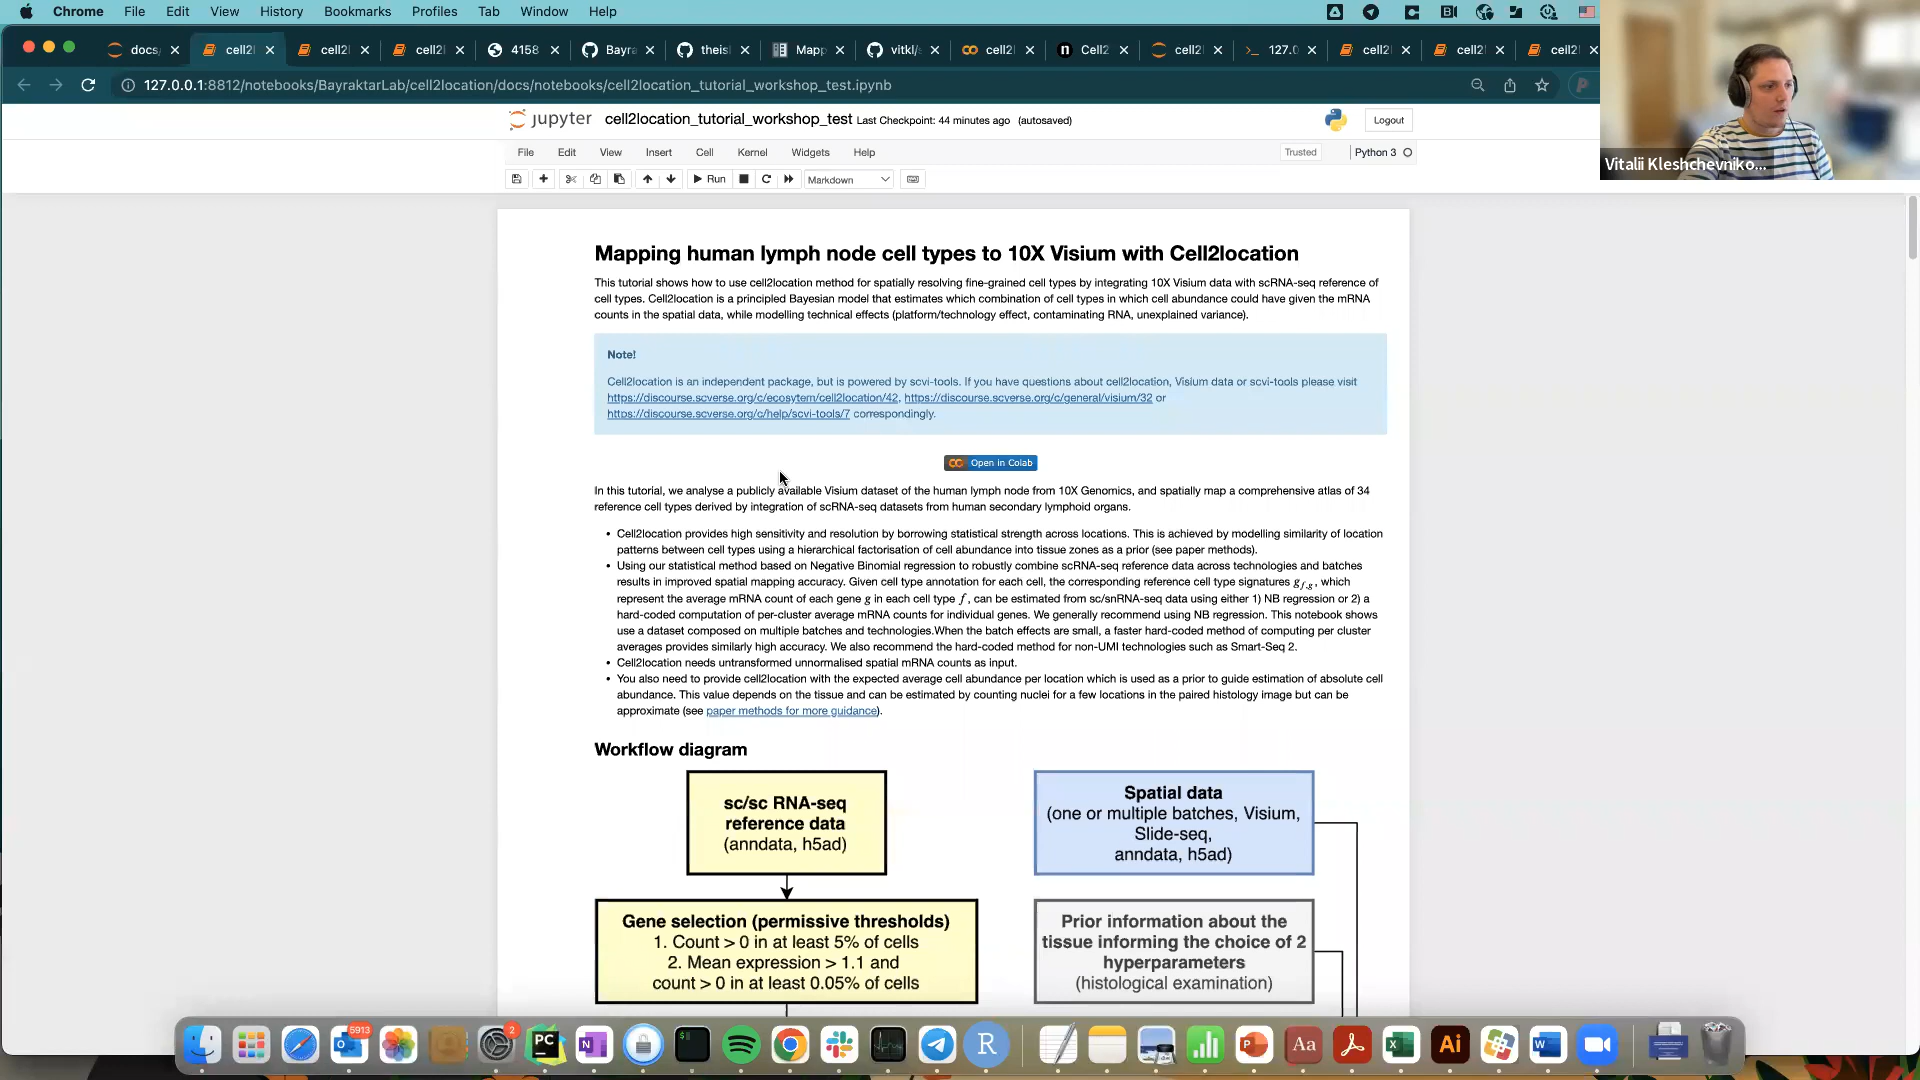 Chrome File Edit View History Bookmarks Profiles Tab Window Help
docs/ cell2l cell2l cell2l 4158 Bayra theisl Mapp vitkl/ cell2l Cell2 cell2l 127.0 cell2l cell2l cell2l
127.0.0.1:8812/notebooks/BayraktarLab/cell2location/docs/notebooks/cell2location_tutorial_workshop_test.ipynb
Vitalii Kleshchevniko...
jupyter cell2location_tutorial_workshop_test Last Checkpoint: 44 minutes ago (autosaved) Logout
File Edit View Insert Cell Kernel Widgets Help Trusted Python 3
Run Markdown
Mapping human lymph node cell types to 10X Visium with Cell2location
This tutorial shows how to use cell2location method for spatially resolving fine-grained cell types by integrating 10X Visium data with scRNA-seq reference of
cell types. Cell2location is a principled Bayesian model that estimates which combination of cell types in which cell abundance could have given the mRNA
counts in the spatial data, while modelling technical effects (platform/technology effect, contaminating RNA, unexplained variance).
Note!
Cell2location is an independent package, but is powered by scvi-tools. If you have questions about cell2location, Visium data or scvi-tools please visit
https://discourse.scverse.org/c/ecosytem/cell2location/42, https://discourse.scverse.org/c/general/visium/32 or
https://discourse.scverse.org/c/help/scvi-tools/7 correspondingly.
Open in Colab
In this tutorial, we analyse a publicly available Visium dataset of the human lymph node from 10X Genomics, and spatially map a comprehensive atlas of 34
reference cell types derived by integration of scRNA-seq datasets from human secondary lymphoid organs.
• Cell2location provides high sensitivity and resolution by borrowing statistical strength across locations. This is achieved by modelling similarity of location
patterns between cell types using a hierarchical factorisation of cell abundance into tissue zones as a prior (see paper methods).
• Using our statistical method based on Negative Binomial regression to robustly combine scRNA-seq reference data across technologies and batches
results in improved spatial mapping accuracy. Given cell type annotation for each cell, the corresponding reference cell type signatures g_{f,g}, which
represent the average mRNA count of each gene g in each cell type f, can be estimated from sc/snRNA-seq data using either 1) NB regression or 2) a
hard-coded computation of per-cluster average mRNA counts for individual genes. We generally recommend using NB regression. This notebook shows
use a dataset composed on multiple batches and technologies.When the batch effects are small, a faster hard-coded method of computing per cluster
averages provides similarly high accuracy. We also recommend the hard-coded method for non-UMI technologies such as Smart-Seq 2.
• Cell2location needs untransformed unnormalised spatial mRNA counts as input.
• You also need to provide cell2location with the expected average cell abundance per location which is used as a prior to guide estimation of absolute cell
abundance. This value depends on the tissue and can be estimated by counting nuclei for a few locations in the paired histology image but can be
approximate (see paper methods for more guidance).
Workflow diagram
sc/sc RNA-seq
reference data
(anndata, h5ad)
Spatial data
(one or multiple batches, Visium,
Slide-seq,
anndata, h5ad)
Gene selection (permissive thresholds)
1. Count > 0 in at least 5% of cells
2. Mean expression > 1.1 and
count > 0 in at least 0.05% of cells
Prior information about the
tissue informing the choice of 2
hyperparameters
(histological examination)
5913 2 PC N R P Aa X Ai W